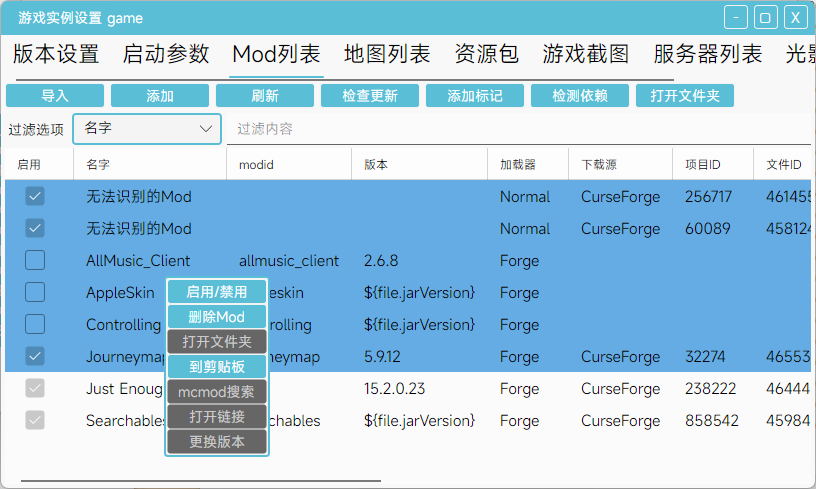 游戏实例设置 game
版本设置 启动参数 Mod列表 地图列表 资源包 游戏截图 服务器列表 光影
导入 添加 刷新 检查更新 添加标记 检测依赖 打开文件夹
过滤选项 名字 过滤内容
启用 名字 modid 版本 加载器 下载源 项目ID 文件ID
无法识别的Mod Normal CurseForge 256717 461455
无法识别的Mod Normal CurseForge 60089 458124
AllMusic_Client allmusic_client 2.6.8 Forge
AppleSkin eskin ${file.jarVersion} Forge
启用/禁用
删除Mod
Controlling rolling ${file.jarVersion} Forge
打开文件夹
Journeymap neymap 5.9.12 Forge CurseForge 32274 46553
到剪贴板
Just Enoug 15.2.0.23 Forge CurseForge 238222 46444
mcmod搜索
Searchables chables ${file.jarVersion} Forge CurseForge 858542 45984
打开链接
更换版本